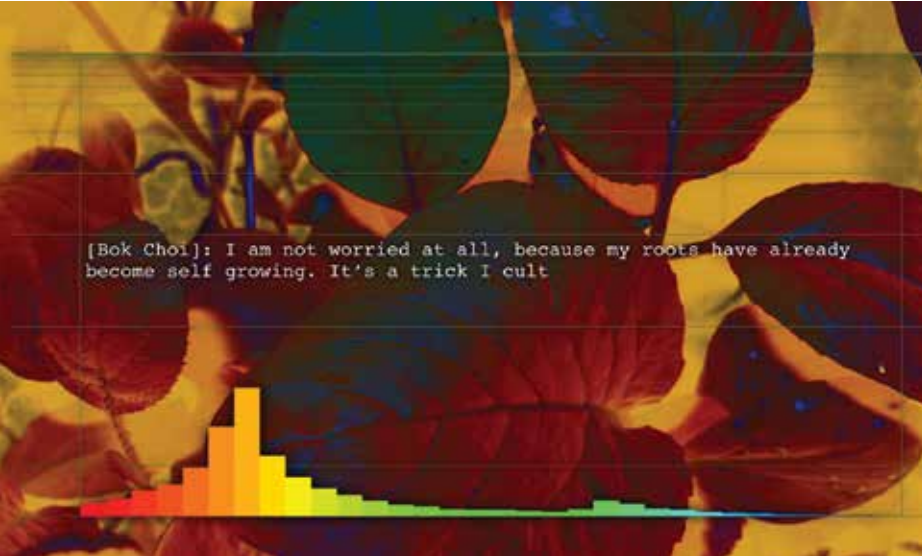 [Bok Choi]: I am not worried at all, because my roots have already
become self growing. It’s a trick I cult